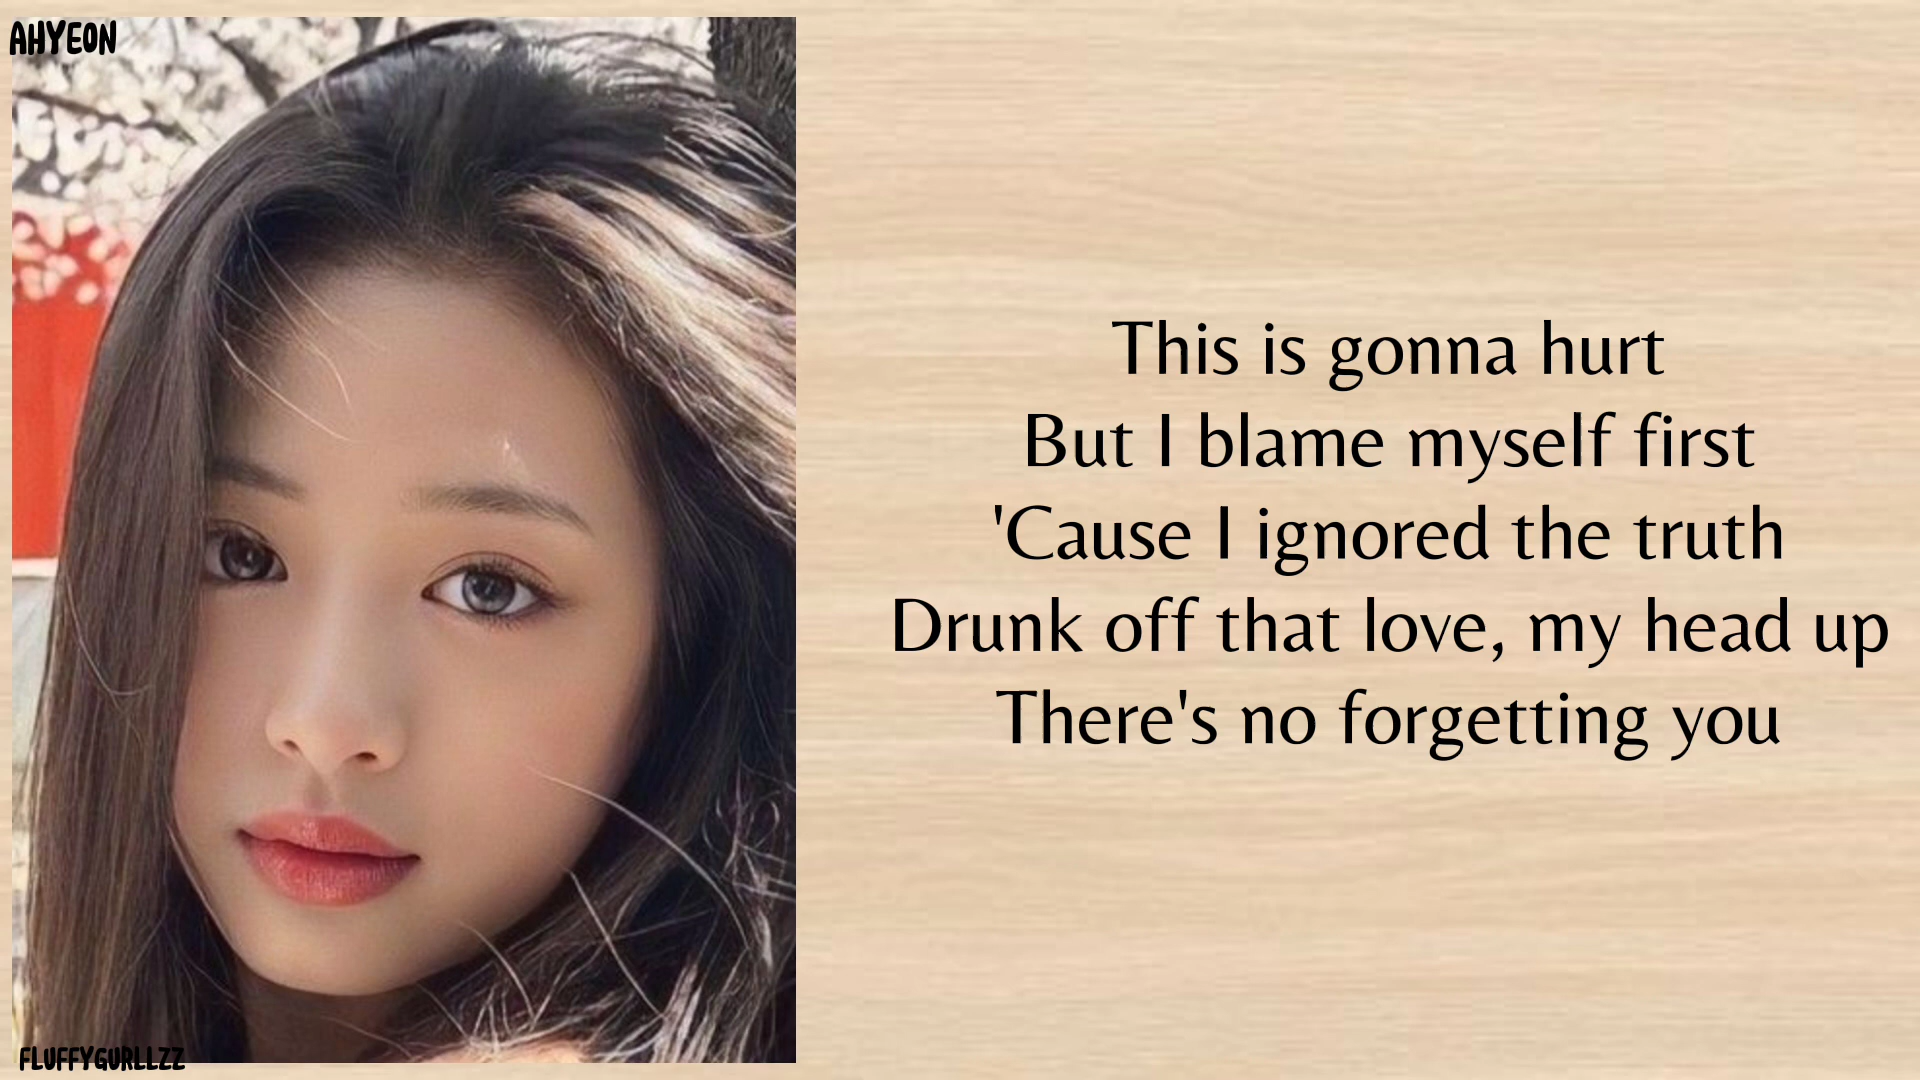 AHYEON
This is gonna hurt
But I blame myself first
'Cause I ignored the truth
Drunk off that love, my head up
There's no forgetting you
FLUFFYGURLLZZ